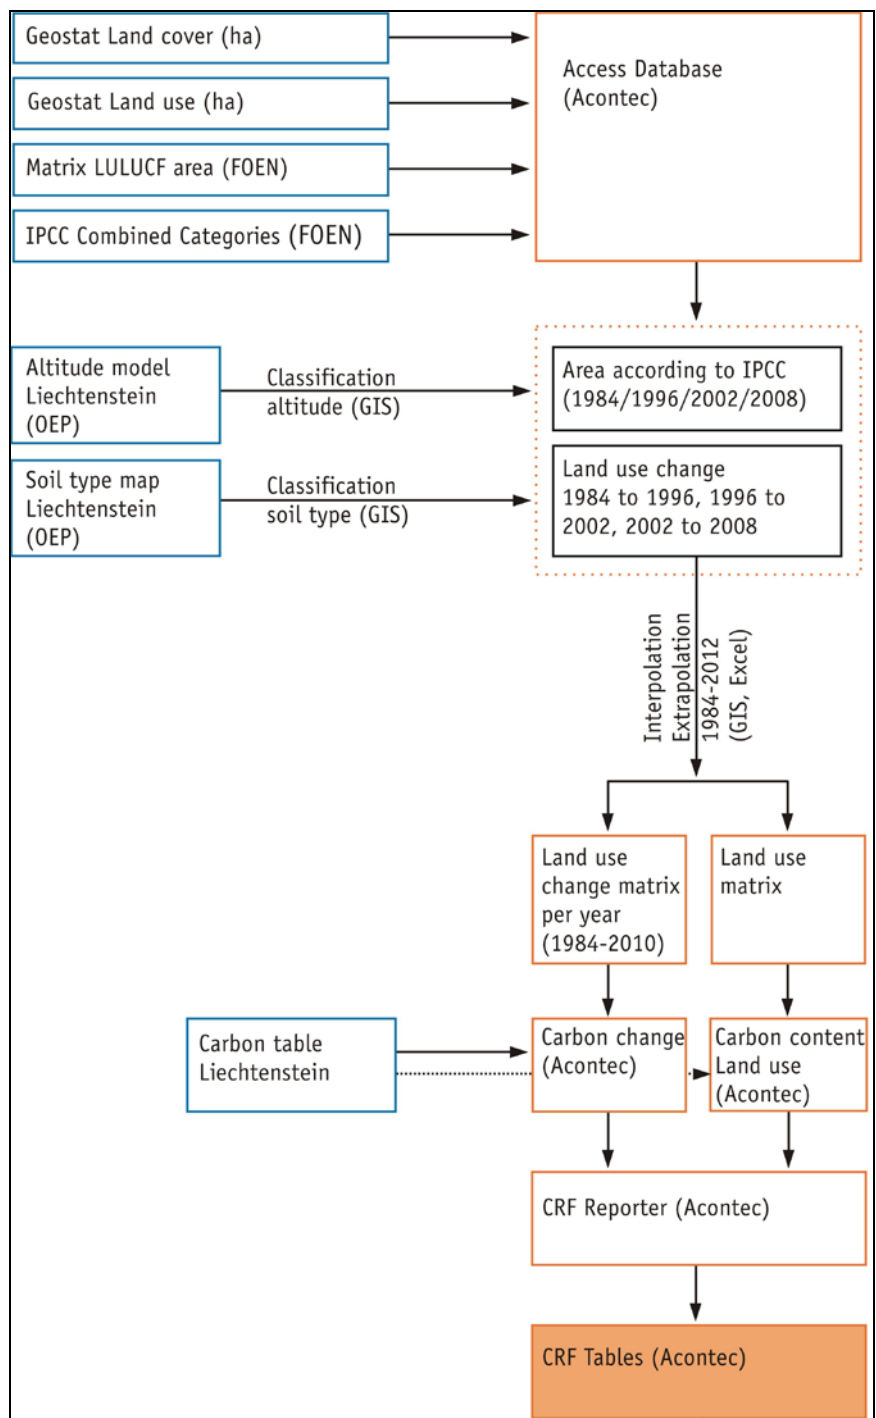 Geostat Land cover (ha)
Geostat Land use (ha)
Matrix LULUCF area (FOEN)
IPCC Combined Categories (FOEN)
Access Database
(Acontec)
Altitude model
Liechtenstein
(OEP)
Classification
altitude (GIS)
Area according to IPCC
(1984/1996/2002/2008)
Soil type map
Liechtenstein
(OEP)
Classification
soil type (GIS)
Land use change
1984 to 1996, 1996 to
2002, 2002 to 2008
Interpolation
Extrapolation
1984-2012
(GIS, Excel)
Land use
change matrix
per year
(1984-2010)
Land use
matrix
Carbon table
Liechtenstein
Carbon change
(Acontec)
Carbon content
Land use
(Acontec)
CRF Reporter (Acontec)
CRF Tables (Acontec)